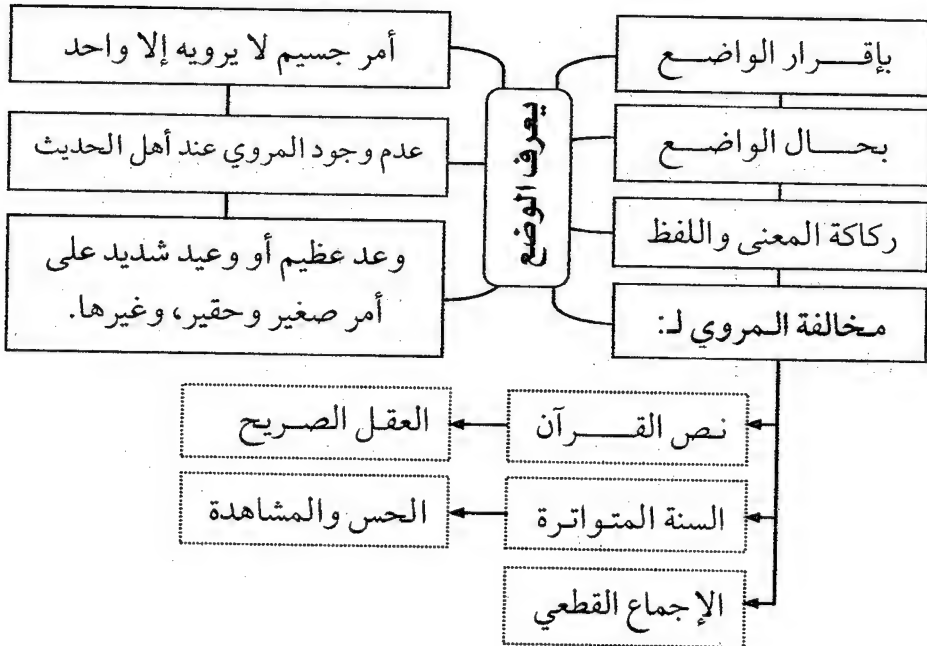 يعرف الوضع
بإقرار الواضع
بحال الواضع
ركاكة المعنى واللفظ
مخالفة المروي لـ:
نص القرآن
العقل الصريح
السنة المتواترة
الحس والمشاهدة
الإجماع القطعي
أمر جسيم لا يرويه إلا واحد
عدم وجود المروي عند أهل الحديث
وعد عظيم أو وعيد شديد على
أمر صغير وحقير، وغيرها.